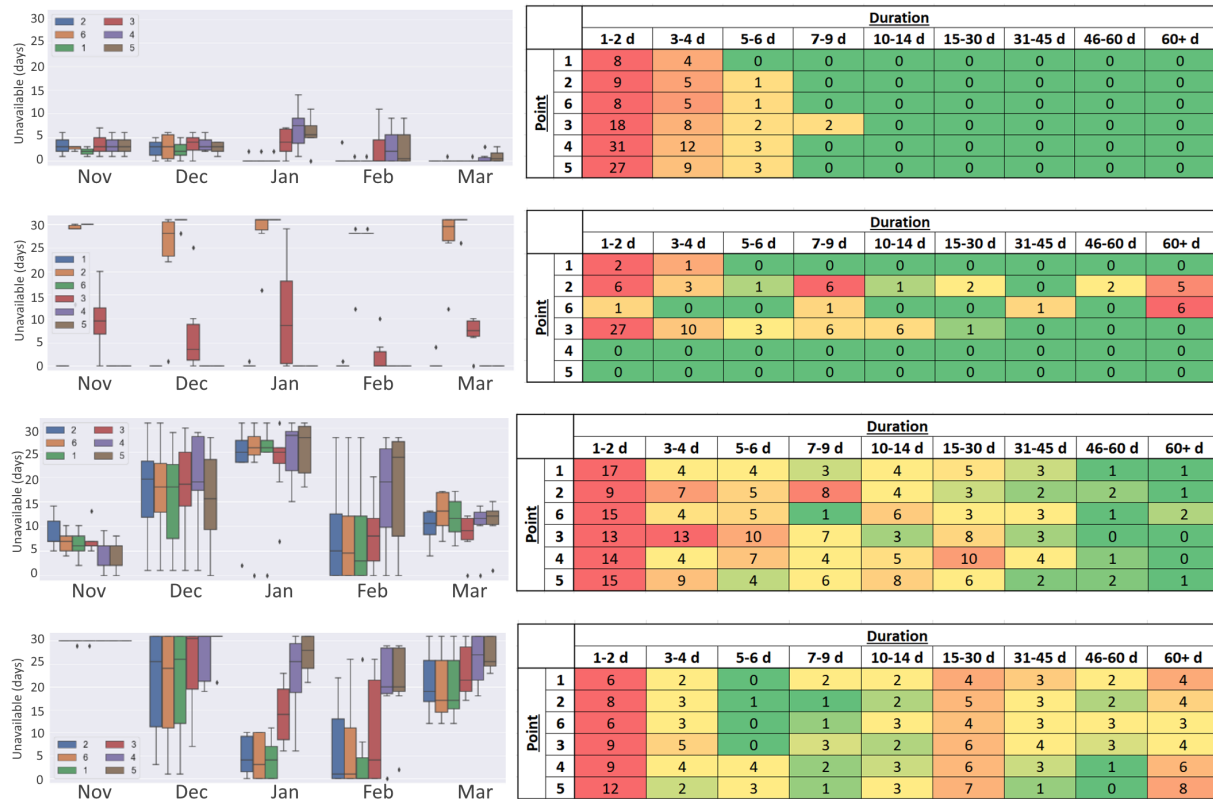 Unavailable (days)
30
25
20
15
10
5
0
2 3
6 4
1 5
Nov Dec Jan Feb Mar
Duration
1-2 d 3-4 d 5-6 d 7-9 d 10-14 d 15-30 d 31-45 d 46-60 d 60+ d
Point
1 8 4 0 0 0 0 0 0 0
2 9 5 1 0 0 0 0 0 0
6 8 5 1 0 0 0 0 0 0
3 18 8 2 2 0 0 0 0 0
4 31 12 3 0 0 0 0 0 0
5 27 9 3 0 0 0 0 0 0
Unavailable (days)
30
25
20
15
10
5
0
1
2
6
3
4
5
Nov Dec Jan Feb Mar
Duration
1-2 d 3-4 d 5-6 d 7-9 d 10-14 d 15-30 d 31-45 d 46-60 d 60+ d
Point
1 2 1 0 0 0 0 0 0 0
2 6 3 1 6 1 2 0 2 5
6 1 0 0 1 0 0 1 0 6
3 27 10 3 6 6 1 0 0 0
4 0 0 0 0 0 0 0 0 0
5 0 0 0 0 0 0 0 0 0
Unavailable (days)
30
25
20
15
10
5
0
2 3
6 4
1 5
Nov Dec Jan Feb Mar
Duration
1-2 d 3-4 d 5-6 d 7-9 d 10-14 d 15-30 d 31-45 d 46-60 d 60+ d
Point
1 17 4 4 3 4 5 3 1 1
2 9 7 5 8 4 3 2 2 1
6 15 4 5 1 6 3 3 1 2
3 13 13 10 7 3 8 3 0 0
4 14 4 7 4 5 10 4 1 0
5 15 9 4 6 8 6 2 2 1
Unavailable (days)
30
25
20
15
10
5
0
2 3
6 4
1 5
Nov Dec Jan Feb Mar
Duration
1-2 d 3-4 d 5-6 d 7-9 d 10-14 d 15-30 d 31-45 d 46-60 d 60+ d
Point
1 6 2 0 2 2 4 3 2 4
2 8 3 1 1 2 5 3 2 4
6 6 3 0 1 3 4 3 3 3
3 9 5 0 3 2 6 4 3 4
4 9 4 4 2 3 6 3 1 6
5 12 2 3 1 3 7 1 0 8